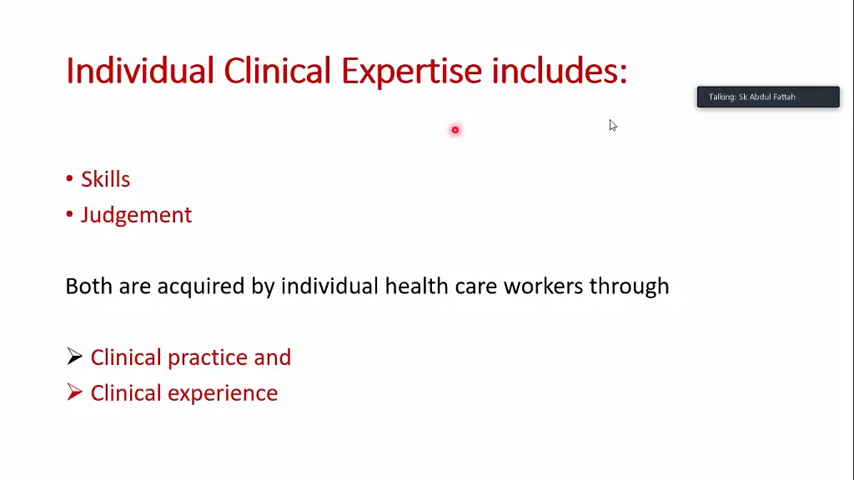 Individual Clinical Expertise includes:
Talking: Sk Abdul Fattah
• Skills
• Judgement
Both are acquired by individual health care workers through
➢ Clinical practice and
➢ Clinical experience